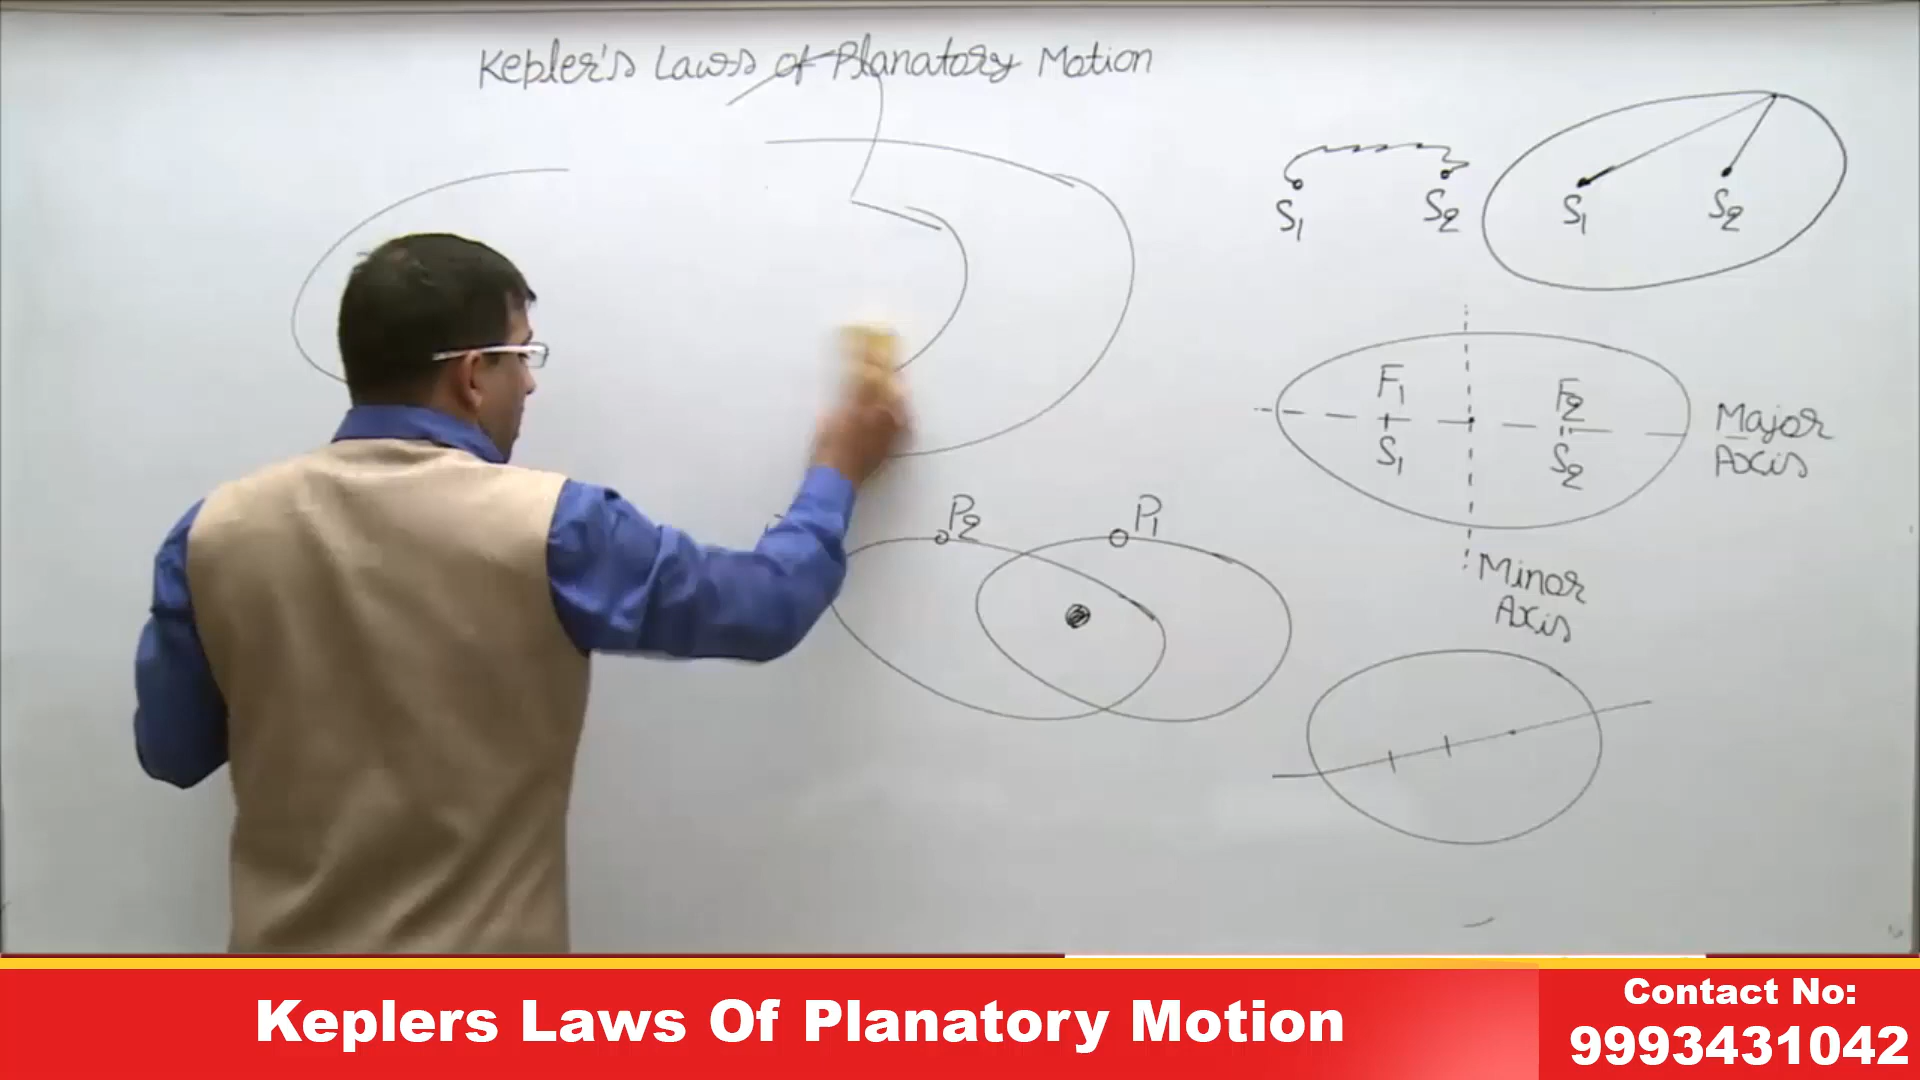 Kepler's Laws of Planatory Motion
S1
S2
S1
S2
F1
F2
S1
S2
Major
Axis
P2
P1
Minor
Axis
Keplers Laws Of Planatory Motion
Contact No:
9993431042